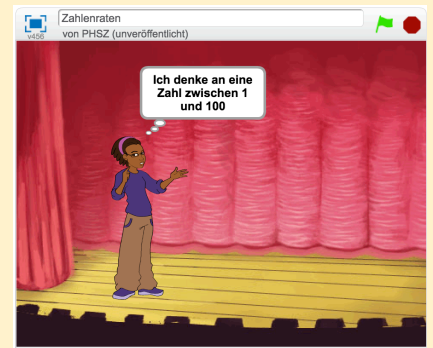 Zahlenraten
v456
von PHSZ (unveröffentlicht)
Ich denke an eine
Zahl zwischen 1
und 100